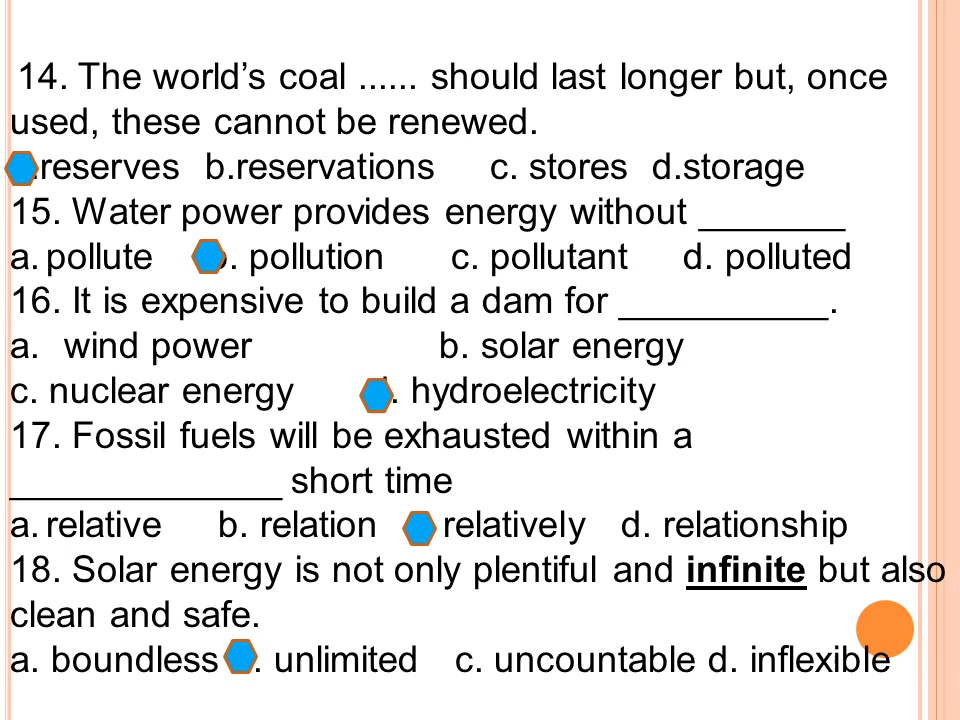 14. The world’s coal ...... should last longer but, once
used, these cannot be renewed.
.reserves b.reservations c. stores d.storage
15. Water power provides energy without _______
a. pollute . pollution c. pollutant d. polluted
16. It is expensive to build a dam for __________.
a. wind power b. solar energy
c. nuclear energy . hydroelectricity
17. Fossil fuels will be exhausted within a
_____________ short time
a. relative b. relation relatively d. relationship
18. Solar energy is not only plentiful and infinite but also
clean and safe.
a. boundless . unlimited c. uncountable d. inflexible